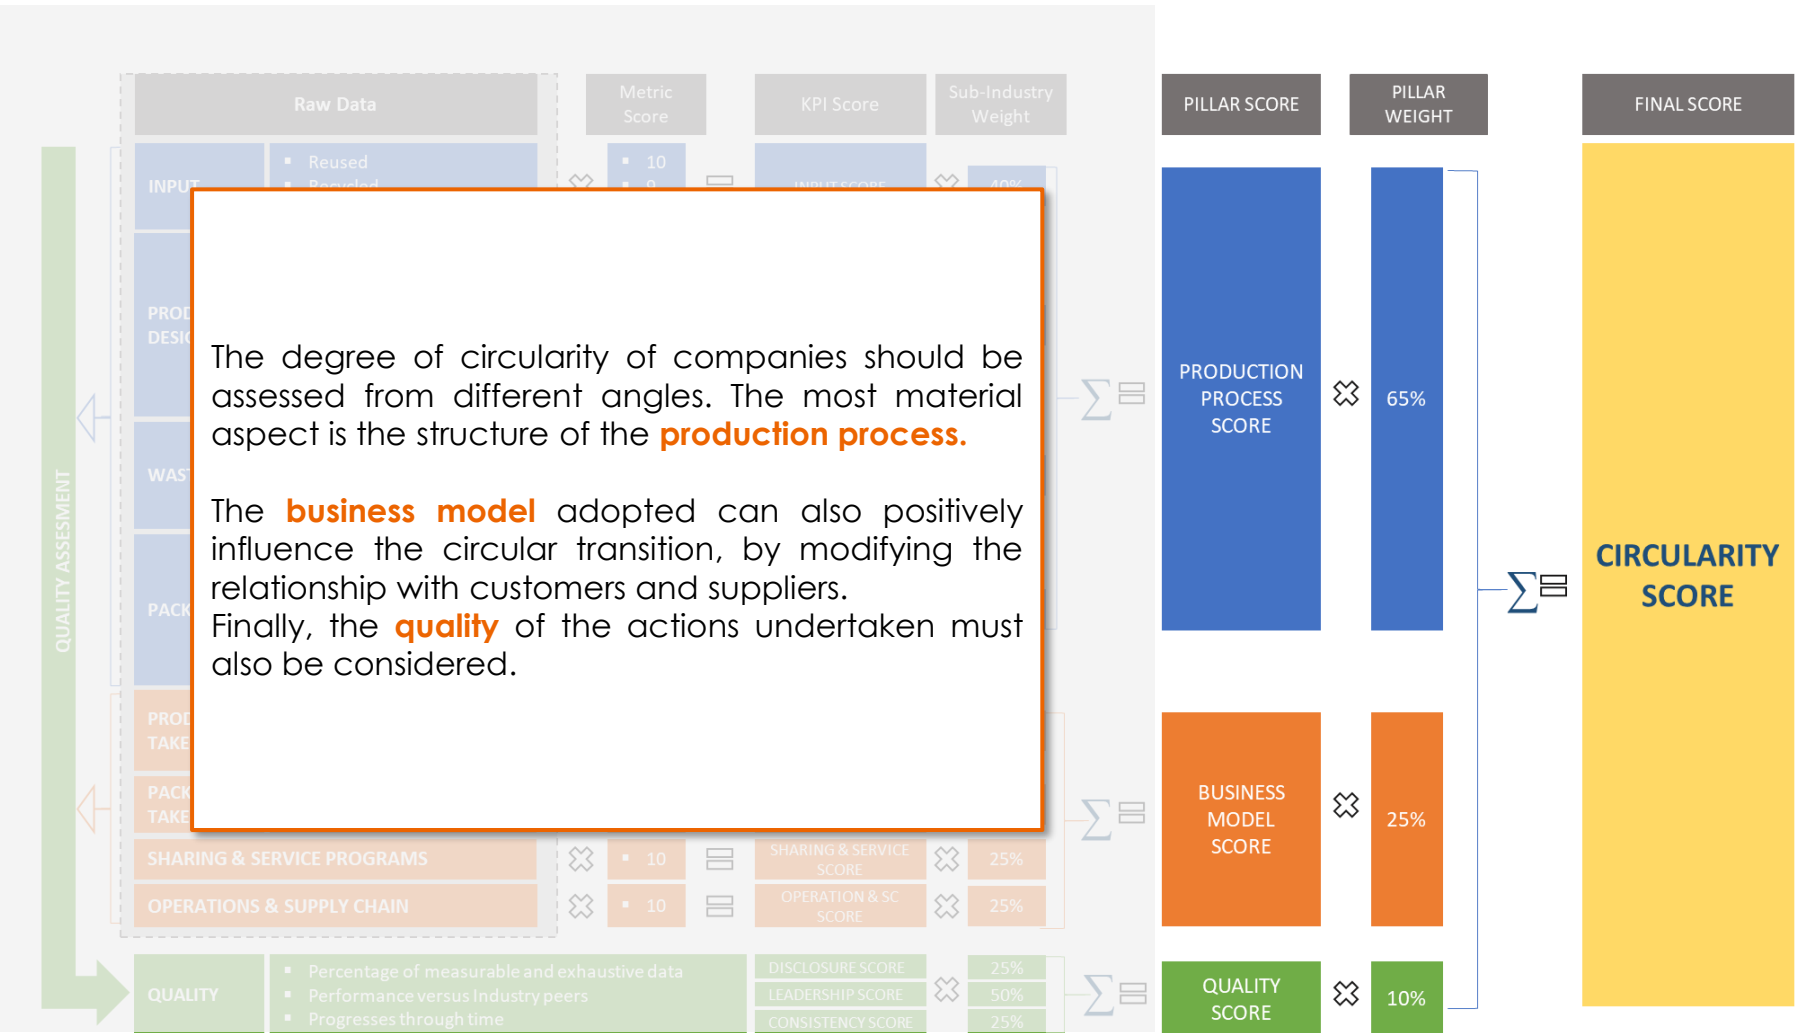 Raw Data
Metric
Score
KPI Score
Sub-Industry
Weight
PILLAR SCORE
PILLAR
WEIGHT
FINAL SCORE
QUALITY ASSESMENT
INPUT
▪ Reused
▪ Recycled
▪ 10
▪ 9
INPUT SCORE
40%
The degree of circularity of companies should be
assessed from different angles. The most material
aspect is the structure of the production process.
The business model adopted can also positively
influence the circular transition, by modifying the
relationship with customers and suppliers.
Finally, the quality of the actions undertaken must
also be considered.
SHARING & SERVICE PROGRAMS
▪ 10
SHARING & SERVICE
SCORE
25%
OPERATIONS & SUPPLY CHAIN
▪ 10
OPERATION & SC
SCORE
25%
QUALITY
▪ Percentage of measurable and exhaustive data
▪ Performance versus Industry peers
▪ Progresses through time
DISCLOSURE SCORE
25%
LEADERSHIP SCORE
50%
CONSISTENCY SCORE
25%
∑
PRODUCTION
PROCESS
SCORE
65%
∑
BUSINESS
MODEL
SCORE
25%
∑
QUALITY
SCORE
10%
∑
CIRCULARITY
SCORE